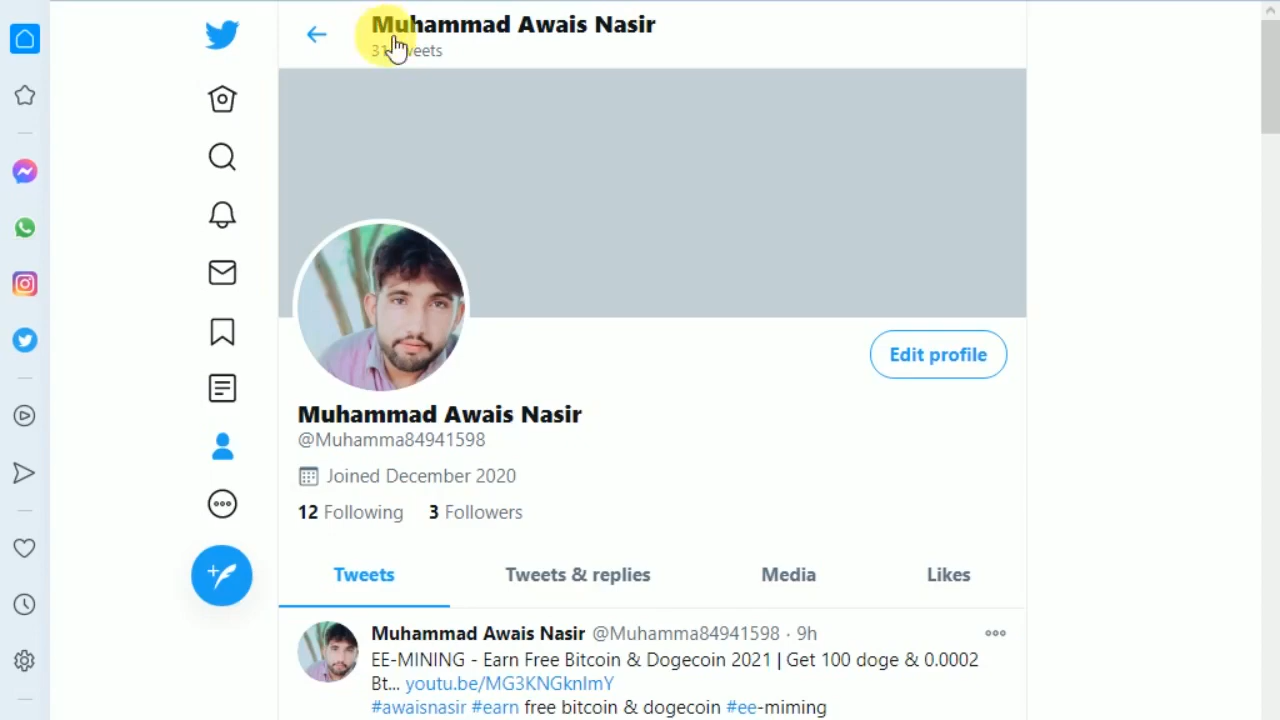 Muhammad Awais Nasir
Edit profile
Muhammad Awais Nasir
@Muhamma84941598
Joined December 2020
12 Following 3 Followers
Tweets Tweets & replies Media Likes
Muhammad Awais Nasir @Muhamma84941598 · 9h
EE-MINING - Earn Free Bitcoin & Dogecoin 2021 | Get 100 doge & 0.0002
Bt... youtu.be/MG3KNGknlmY
#awaisnasir #earn free bitcoin & dogecoin #ee-miming